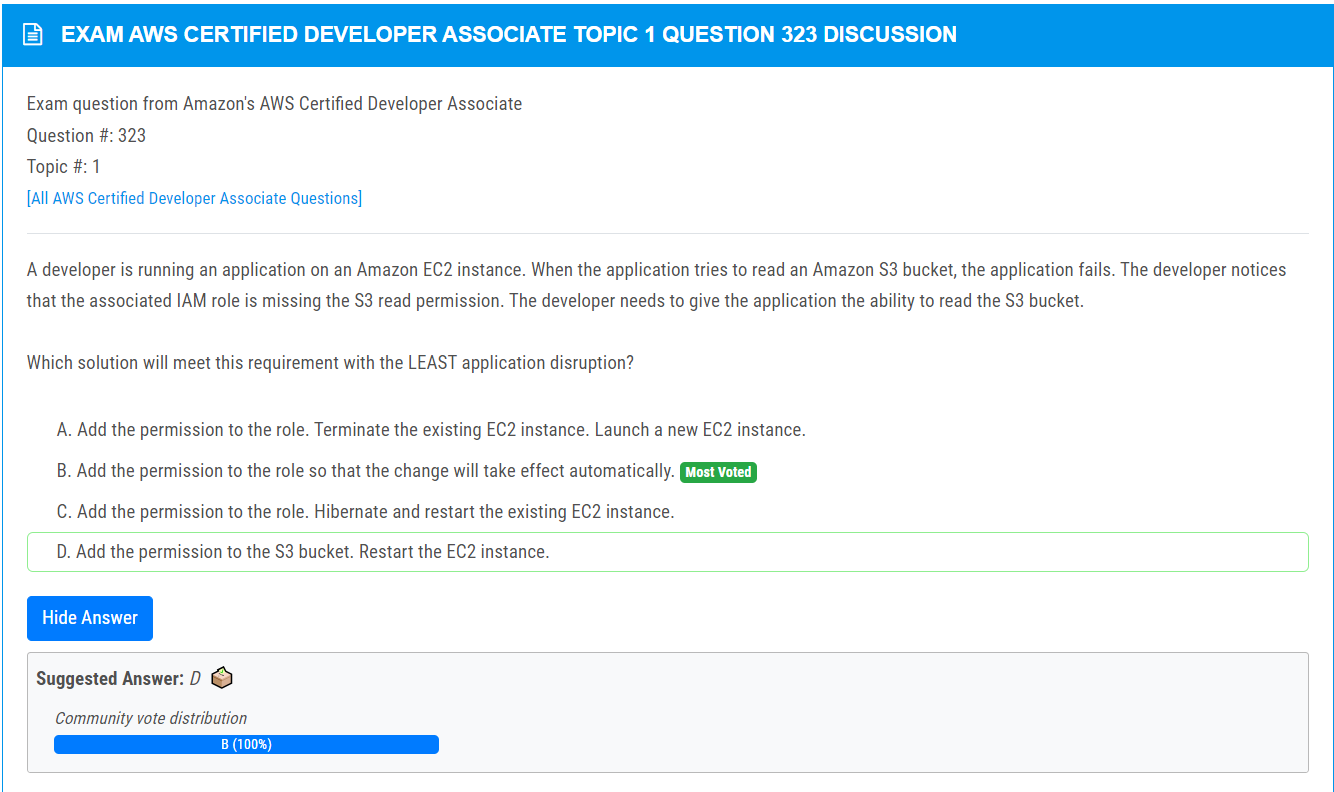 EXAM AWS CERTIFIED DEVELOPER ASSOCIATE TOPIC 1 QUESTION 323 DISCUSSION
Exam question from Amazon's AWS Certified Developer Associate
Question #: 323
Topic #: 1
[All AWS Certified Developer Associate Questions]
A developer is running an application on an Amazon EC2 instance. When the application tries to read an Amazon S3 bucket, the application fails. The developer notices
that the associated IAM role is missing the S3 read permission. The developer needs to give the application the ability to read the S3 bucket.
Which solution will meet this requirement with the LEAST application disruption?
A. Add the permission to the role. Terminate the existing EC2 instance. Launch a new EC2 instance.
B. Add the permission to the role so that the change will take effect automatically. Most Voted
C. Add the permission to the role. Hibernate and restart the existing EC2 instance.
D. Add the permission to the S3 bucket. Restart the EC2 instance.
Hide Answer
Suggested Answer: D
Community vote distribution
B (100%)